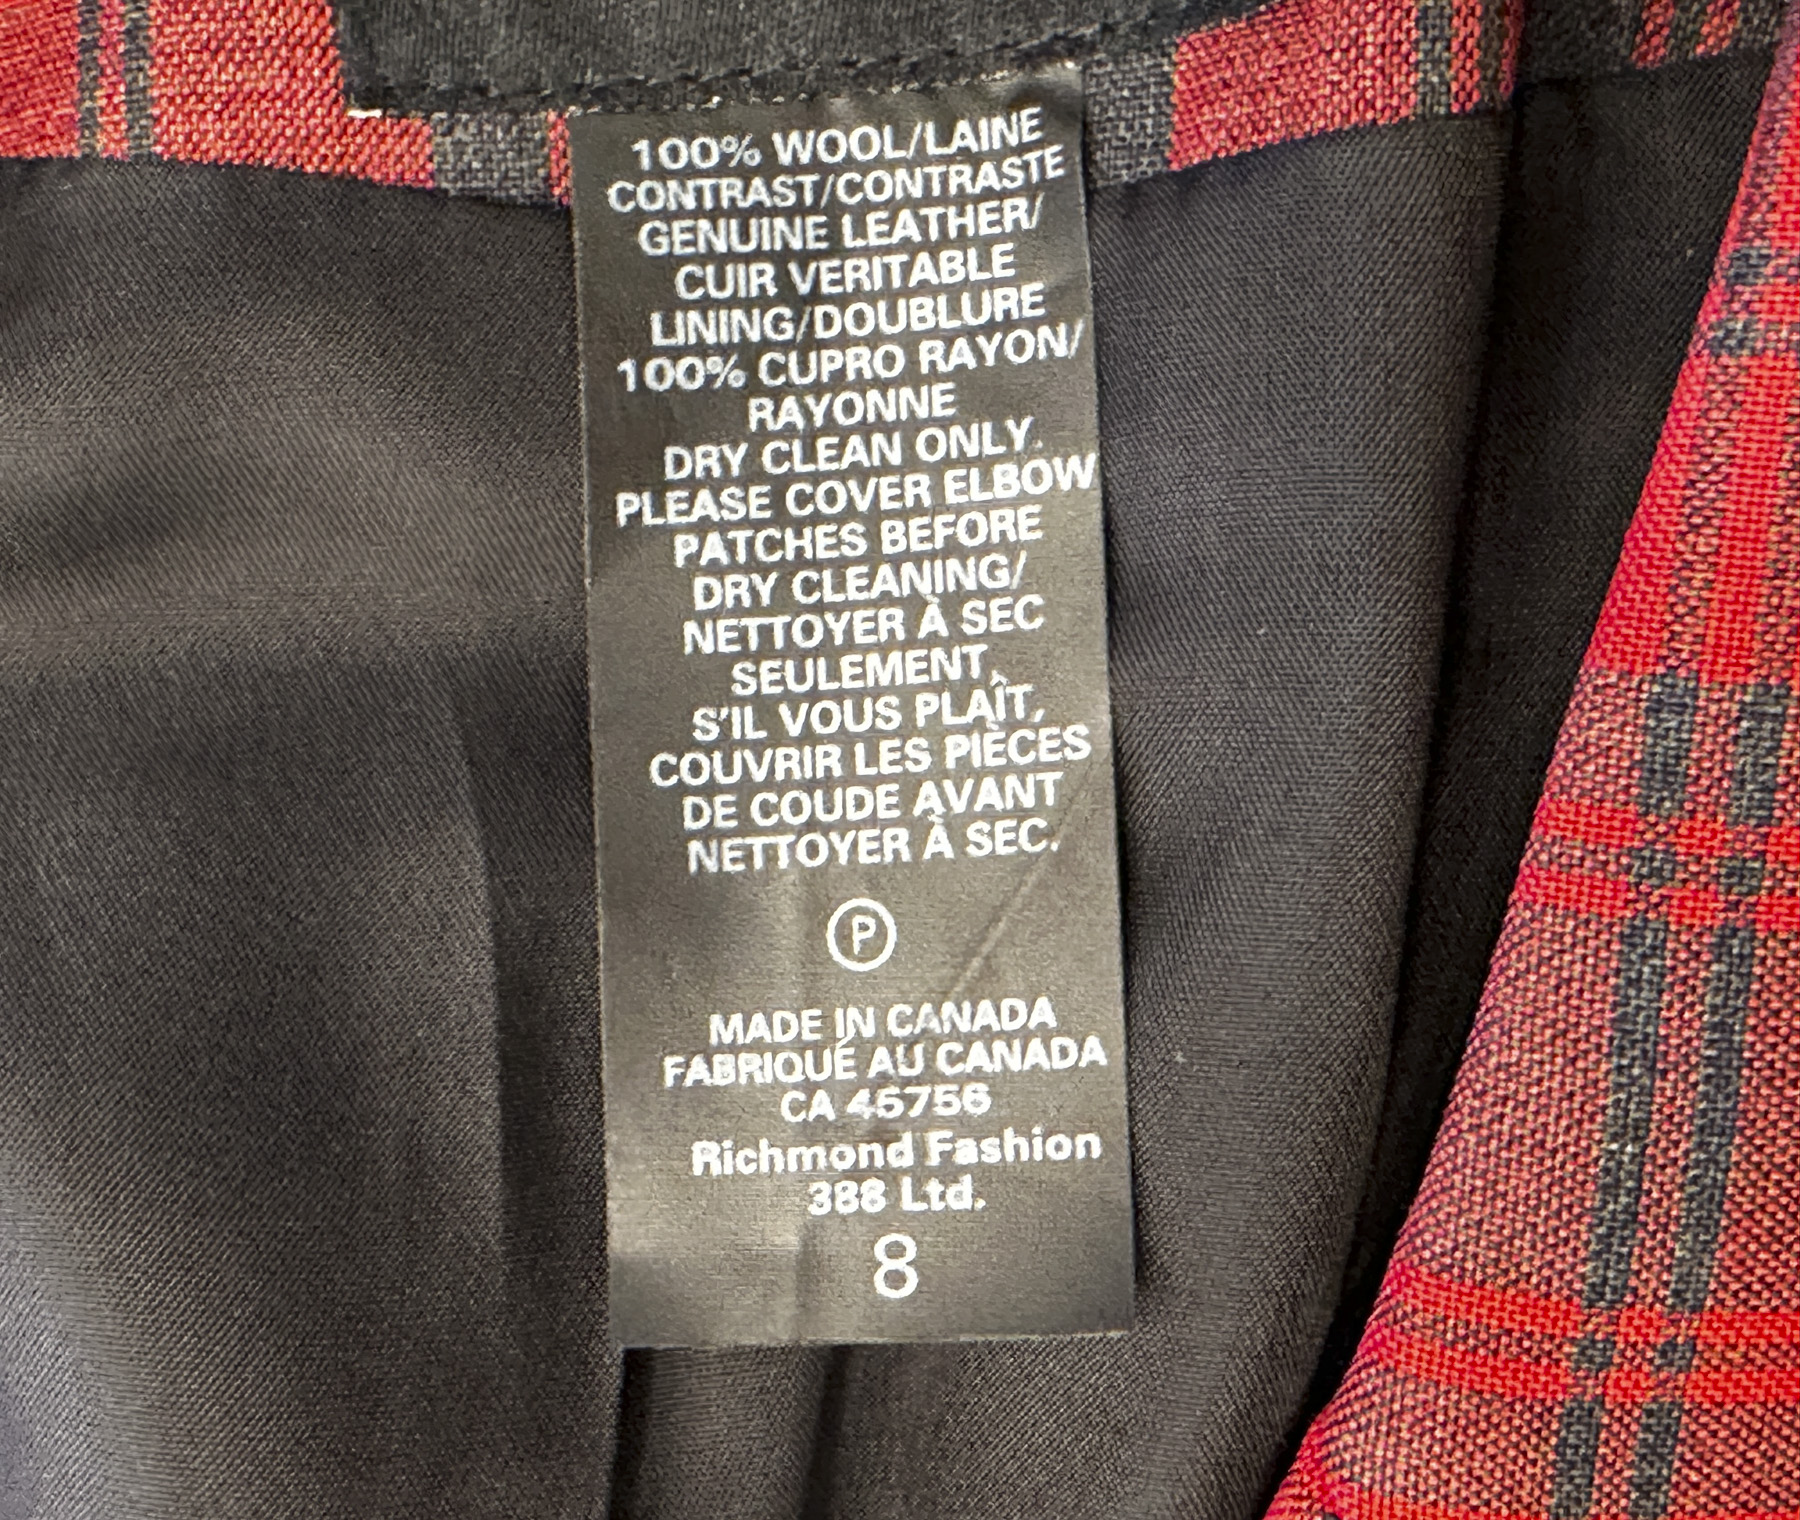 100% WOOL/LAINE
CONTRAST/CONTRASTE
GENUINE LEATHER/
CUIR VERITABLE
LINING/DOUBLURE
100% CUPRO RAYON/
RAYONNE
DRY CLEAN ONLY.
PLEASE COVER ELBOW
PATCHES BEFORE
DRY CLEANING/
NETTOYER À SEC
SEULEMENT,
S'IL VOUS PLAÎT,
COUVRIR LES PIÈCES
DE COUDE AVANT
NETTOYER À SEC.
P
MADE IN CANADA
FABRIQUÉ AU CANADA
CA 45756
Richmond Fashion
388 Ltd.
8